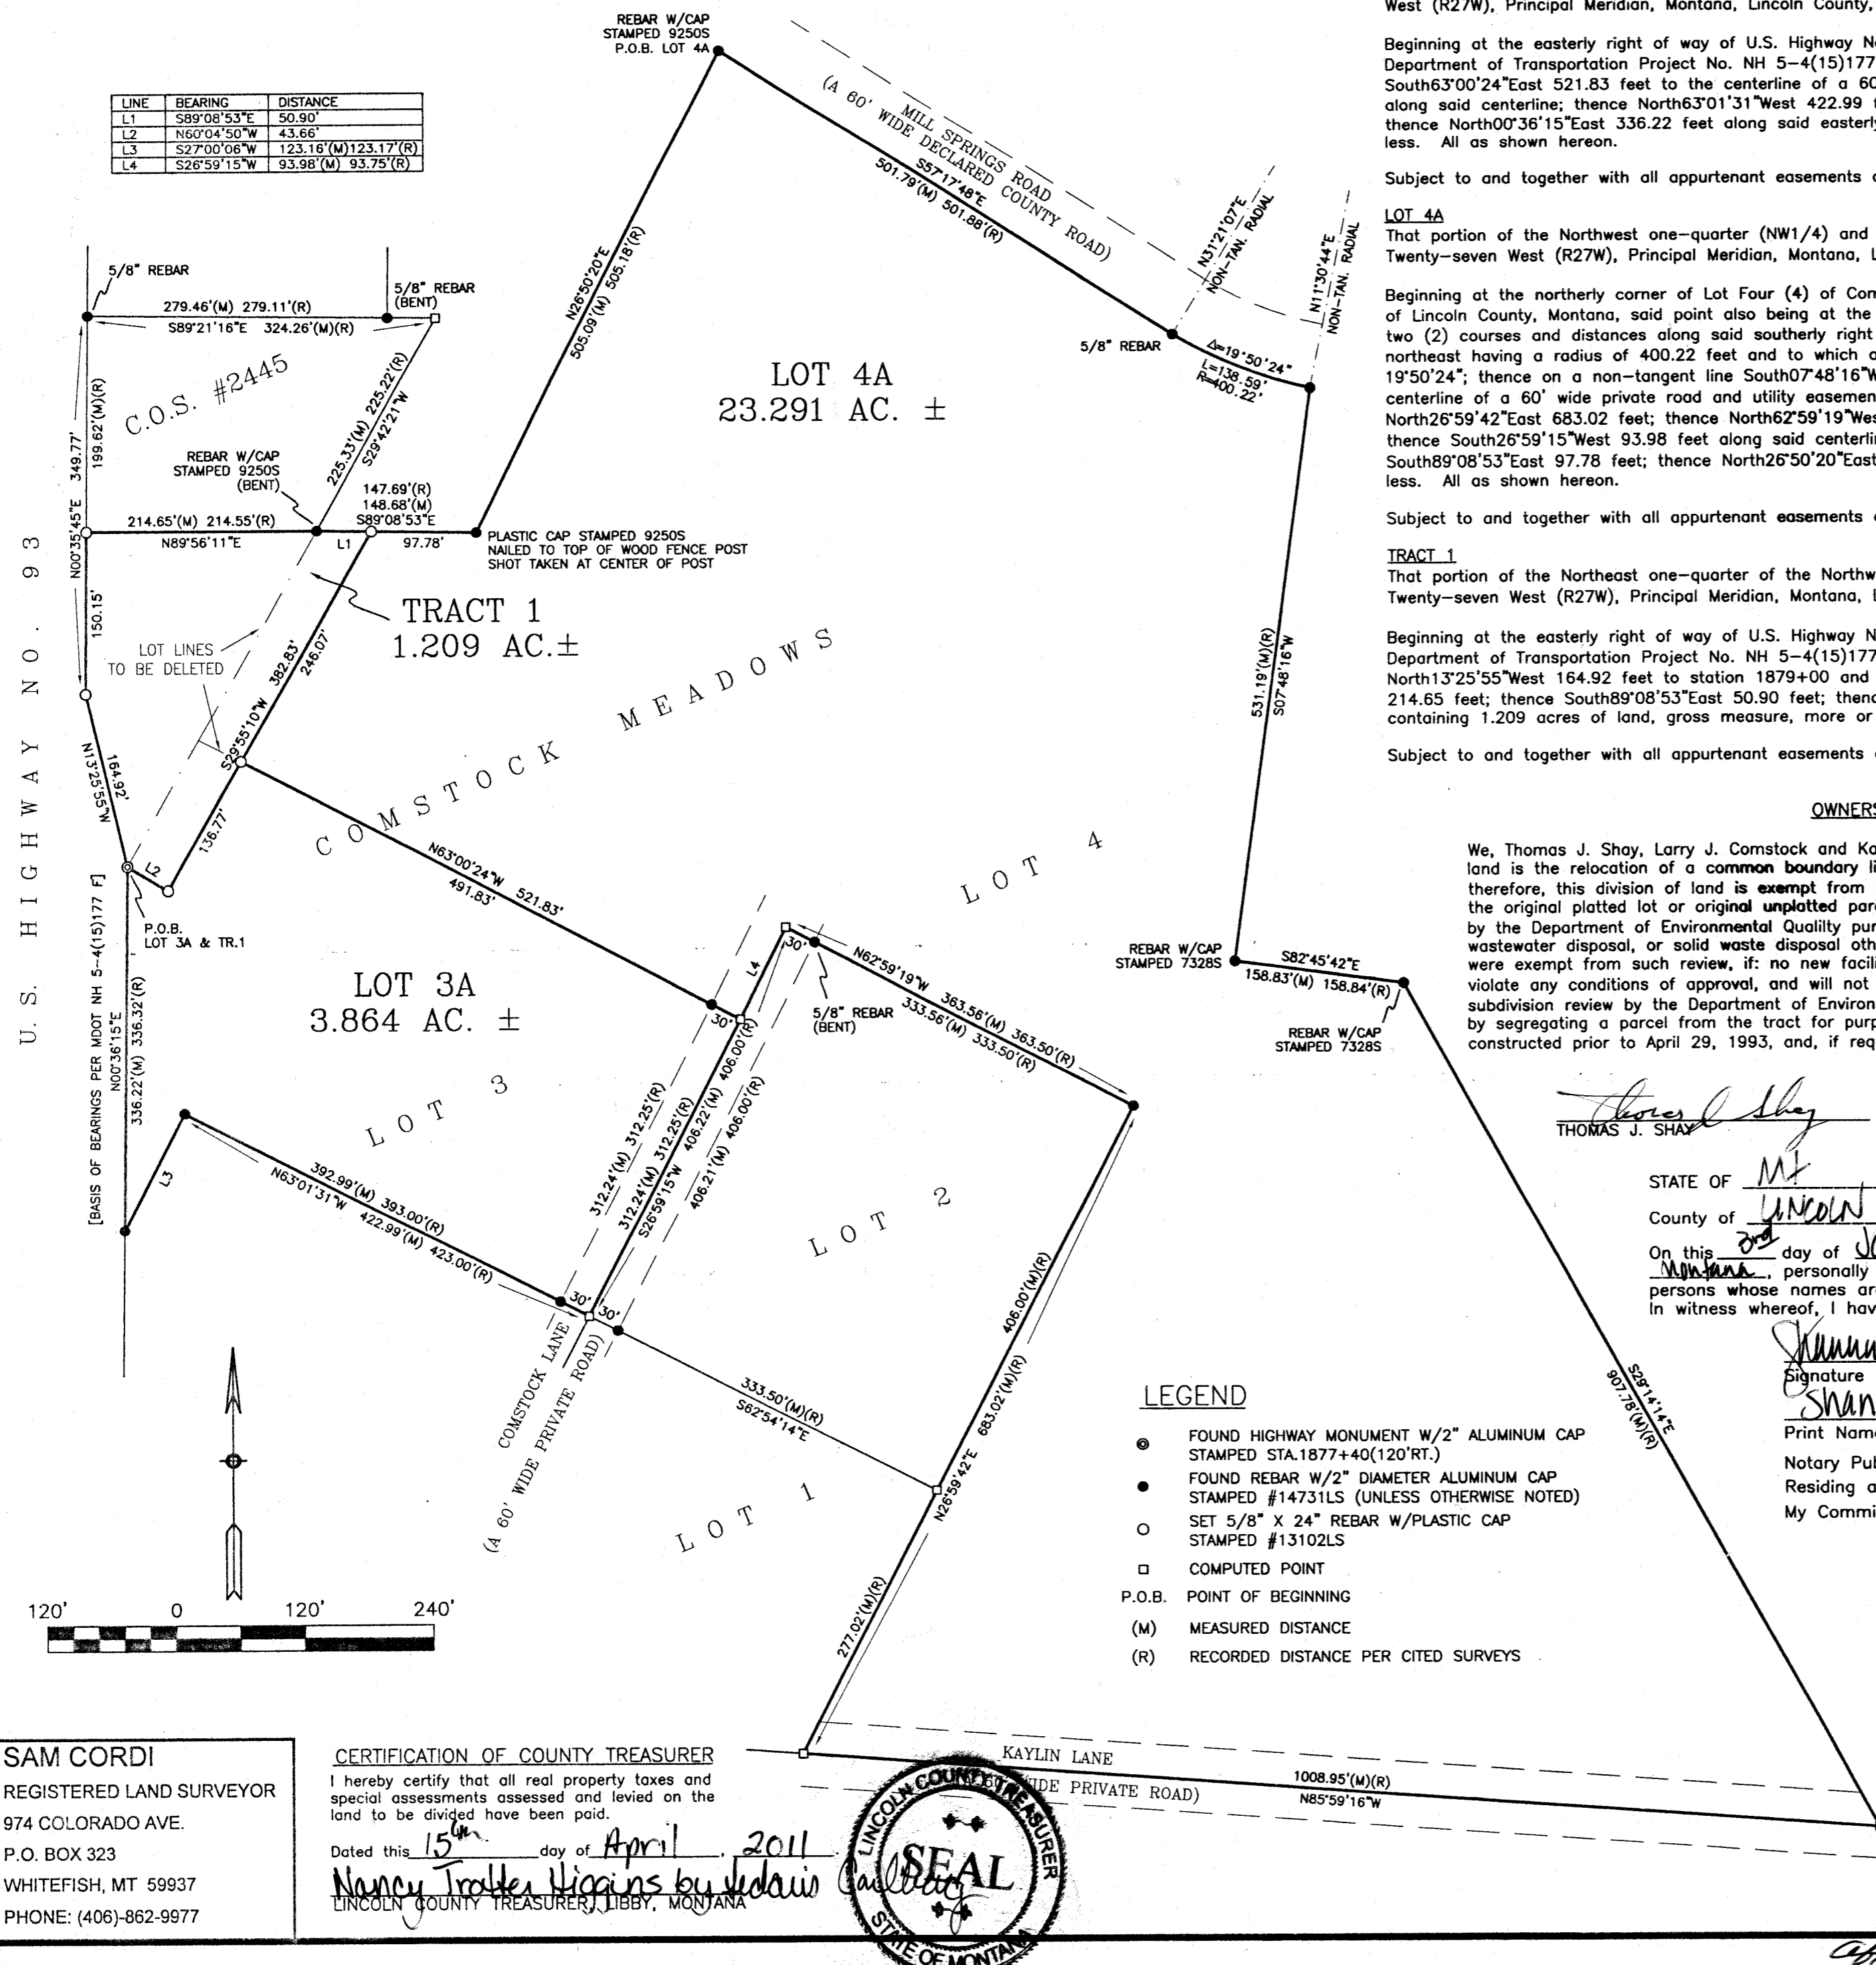 REBAR W/CAP
STAMPED 9250S
P.O.B. LOT 4A
LINE BEARING DISTANCE
L1 S89°08'53"E 50.90'
L2 N60°04'50"W 43.66'
L3 S27°00'06"W 123.16'(M)123.17'(R)
L4 S26°59'15"W 93.98'(M) 93.75'(R)
MILL SPRINGS ROAD
(A 60' WIDE DECLARED COUNTY ROAD)
S57°17'48"E
501.79'(M) 501.88'(R)
N31°21'07"E
NON-TAN. RADIAL
N11°30'44"E
NON-TAN. RADIAL
5/8" REBAR
Δ=19°50'24"
L=138.59'
R=400.22'
N26°50'20"E
505.09'(M) 505.18'(R)
LOT 4A
23.291 AC. ±
5/8" REBAR
5/8" REBAR
(BENT)
279.46'(M) 279.11'(R)
S89°21'16"E 324.26'(M)(R)
C.O.S. #2445
225.33'(M) 225.22'(R)
S29°42'21"W
349.77'
199.62'(M)(R)
N00°35'45"E
150.15'
REBAR W/CAP
STAMPED 9250S
(BENT)
147.69'(R)
148.68'(M)
S89°08'53"E
214.65'(M) 214.55'(R)
N89°56'11"E
L1
97.78'
PLASTIC CAP STAMPED 9250S
NAILED TO TOP OF WOOD FENCE POST
SHOT TAKEN AT CENTER OF POST
TRACT 1
1.209 AC.±
LOT LINES
TO BE DELETED
S29°55'10"W 382.83'
246.07'
136.77'
164.92'
N13°25'55"W
L2
P.O.B.
LOT 3A & TR.1
U.S. HIGHWAY NO. 93
COMSTOCK MEADOWS
531.19'(M)(R)
S07°48'16"W
LOT 4
N63°00'24"W 521.83'
491.83'
LOT 3A
3.864 AC. ±
[BASIS OF BEARINGS PER MDOT NH 5-4(15)177 F]
N00°36'15"E
336.22'(M) 336.32'(R)
LOT 3
L3
L4
30'
30'
5/8" REBAR
(BENT)
N62°59'19"W 363.56'(M) 363.50'(R)
333.56'(M) 333.50'(R)
REBAR W/CAP
STAMPED 7328S
S82°45'42"E
158.83'(M) 158.84'(R)
REBAR W/CAP
STAMPED 7328S
312.24'(M) 312.25'(R)
312.24'(M) 312.25'(R)
S26°59'15"W 406.22'(M) 406.00'(R)
406.21'(M) 406.00'(R)
392.99'(M) 393.00'(R)
N63°01'31"W 422.99'(M) 423.00'(R)
30' 30'
LOT 2
COMSTOCK LANE
(A 60' WIDE PRIVATE ROAD)
333.50'(M)(R)
S62°54'14"E
406.00'(M)(R)
N26°59'42"E 683.02'(M)(R)
277.02'(M)(R)
LOT 1
S29°14'14"E
907.78'(M)(R)
120' 0 120' 240'
LEGEND
FOUND HIGHWAY MONUMENT W/2" ALUMINUM CAP
STAMPED STA.1877+40(120'RT.)
FOUND REBAR W/2" DIAMETER ALUMINUM CAP
STAMPED #14731LS (UNLESS OTHERWISE NOTED)
SET 5/8" X 24" REBAR W/PLASTIC CAP
STAMPED #13102LS
COMPUTED POINT
P.O.B. POINT OF BEGINNING
(M) MEASURED DISTANCE
(R) RECORDED DISTANCE PER CITED SURVEYS
KAYLIN LANE
60' WIDE PRIVATE ROAD)
1008.95'(M)(R)
N85°59'16"W
SAM CORDI
REGISTERED LAND SURVEYOR
974 COLORADO AVE.
P.O. BOX 323
WHITEFISH, MT 59937
PHONE: (406)-862-9977
CERTIFICATION OF COUNTY TREASURER
I hereby certify that all real property taxes and
special assessments assessed and levied on the
land to be divided have been paid.
Dated this 15th day of April, 2011.
Nancy Trotter Higgins by
LINCOLN COUNTY TREASURER, LIBBY, MONTANA
LINCOLN COUNTY TREASURER
SEAL
STATE OF MONTANA
West (R27W), Principal Meridian, Montana, Lincoln County,
Beginning at the easterly right of way of U.S. Highway N
Department of Transportation Project No. NH 5-4(15)177
South63°00'24"East 521.83 feet to the centerline of a 60
along said centerline; thence North63°01'31"West 422.99
thence North00°36'15"East 336.22 feet along said easterly
less. All as shown hereon.
Subject to and together with all appurtenant easements
LOT 4A
That portion of the Northwest one-quarter (NW1/4) and
Twenty-seven West (R27W), Principal Meridian, Montana, L
Beginning at the northerly corner of Lot Four (4) of Com
of Lincoln County, Montana, said point also being at the
two (2) courses and distances along said southerly right
northeast having a radius of 400.22 feet and to which a
19°50'24"; thence on a non-tangent line South07°48'16"W
centerline of a 60' wide private road and utility easemen
North26°59'42"East 683.02 feet; thence North62°59'19"Wes
thence South26°59'15"West 93.98 feet along said centerli
South89°08'53"East 97.78 feet; thence North26°50'20"East
less. All as shown hereon.
Subject to and together with all appurtenant easements
TRACT 1
That portion of the Northeast one-quarter of the Northw
Twenty-seven West (R27W), Principal Meridian, Montana, L
Beginning at the easterly right of way of U.S. Highway N
Department of Transportation Project No. NH 5-4(15)177
North13°25'55"West 164.92 feet to station 1879+00 and
214.65 feet; thence South89°08'53"East 50.90 feet; thenc
containing 1.209 acres of land, gross measure, more or
Subject to and together with all appurtenant easements
OWNERS
We, Thomas J. Shay, Larry J. Comstock and Ka
land is the relocation of a common boundary li
therefore, this division of land is exempt from
the original platted lot or original unplatted par
by the Department of Environmental Qualilty pur
wastewater disposal, or solid waste disposal oth
were exempt from such review, if: no new facili
violate any conditions of approval, and will not
subdivision review by the Department of Environ
by segregating a parcel from the tract for purp
constructed prior to April 29, 1993, and, if req
THOMAS J. SHAY
STATE OF Mt
County of LINCOLN
On this 3rd day of
Montana, personally
persons whose names ar
In witness whereof, I hav
Signature
Shan
Print Nam
Notary Pub
Residing a
My Commi